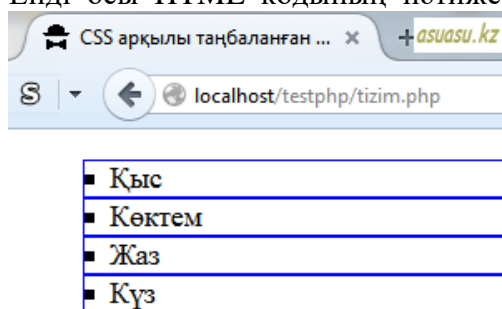 Енді осы HTML кодының нәтиже
CSS арқылы таңбаланған ...
asuasu.kz
localhost/testphp/tizim.php
Қыс
Көктем
Жаз
Күз